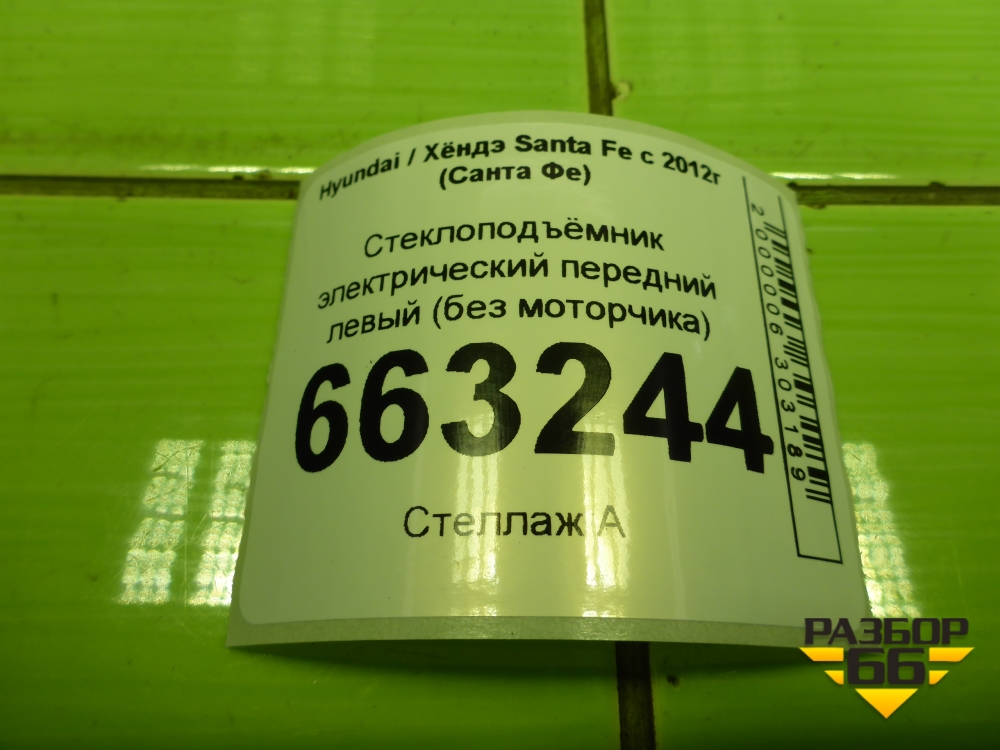 Hyundai / Хёндэ Santa Fe с 2012г
(Санта Фе)
Стеклоподъёмник
электрический передний
левый (без моторчика)
663244
Стеллаж А
2000006303189
РАЗБОР
66